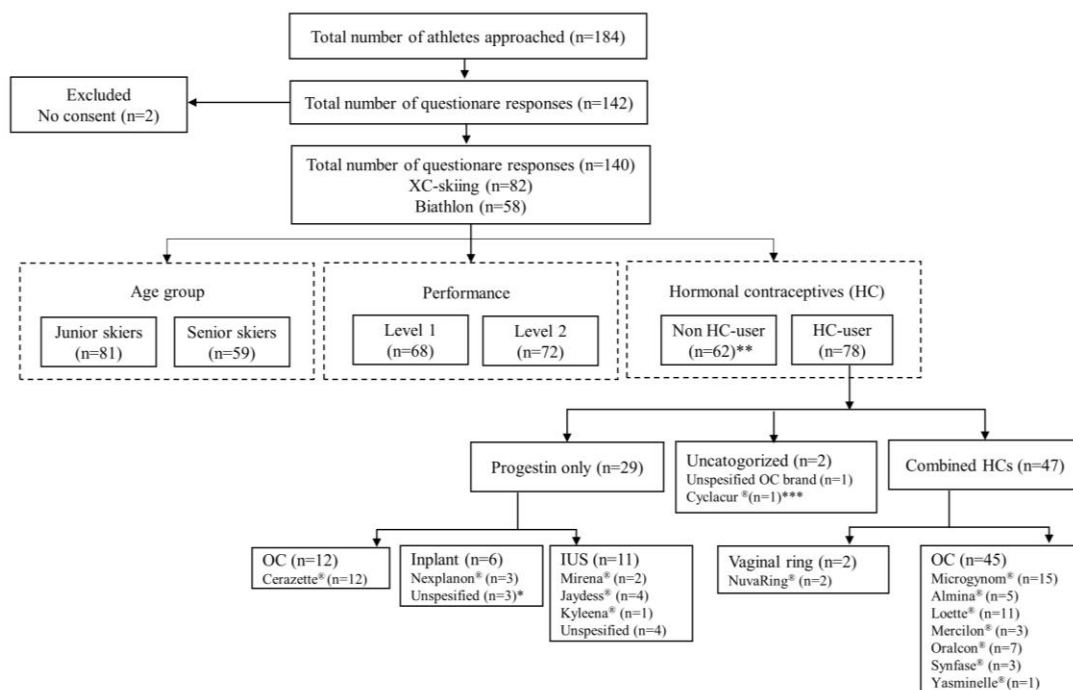 Total number of athletes approached (n=184)
Excluded
No consent (n=2)
Total number of questionare responses (n=142)
Total number of questionare responses (n=140)
XC-skiing (n=82)
Biathlon (n=58)
Age group
Junior skiers
(n=81)
Senior skiers
(n=59)
Performance
Level 1
(n=68)
Level 2
(n=72)
Hormonal contraceptives (HC)
Non HC-user
(n=62)**
HC-user
(n=78)
Progestin only (n=29)
Uncatogorized (n=2)
Unspesified OC brand (n=1)
Cyclacur ®(n=1)***
Combined HCs (n=47)
OC (n=12)
Cerazette® (n=12)
Inplant (n=6)
Nexplanon® (n=3)
Unspesified (n=3)*
IUS (n=11)
Mirena® (n=2)
Jaydess® (n=4)
Kyleena® (n=1)
Unspesified (n=4)
Vaginal ring (n=2)
NuvaRing® (n=2)
OC (n=45)
Microgynom® (n=15)
Almina® (n=5)
Loette® (n=11)
Mercilon® (n=3)
Oralcon® (n=7)
Synfase® (n=3)
Yasminelle® (n=1)